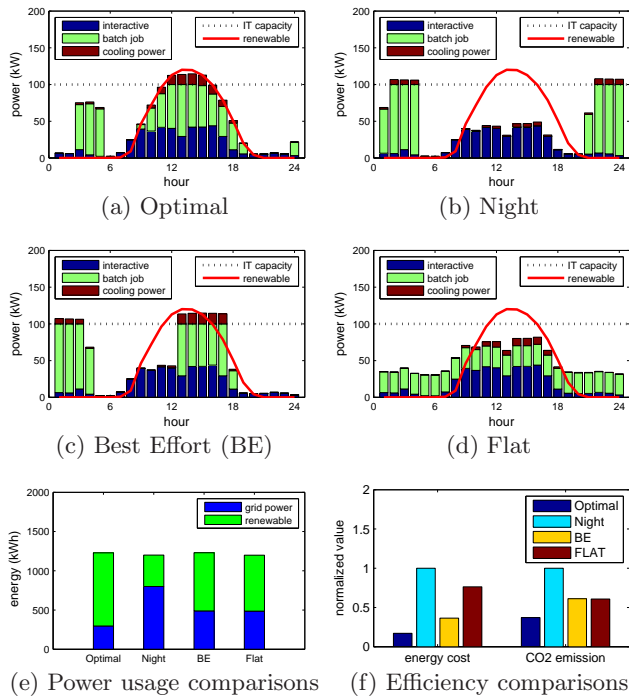 200
150
100
50
0
power (kW)
interactive
batch job
cooling power
IT capacity
renewable
6 12 18 24
hour
(a) Optimal
200
150
100
50
0
power (kW)
interactive
batch job
cooling power
IT capacity
renewable
0 6 12 18 24
hour
(b) Night
200
150
100
50
0
power (kW)
interactive
batch job
cooling power
IT capacity
renewable
6 12 18 24
hour
(c) Best Effort (BE)
200
150
100
50
0
power (kW)
interactive
batch job
cooling power
IT capacity
renewable
6 12 18 24
hour
(d) Flat
2000
1500
1000
500
0
energy (kWh)
grid power
renewable
Optimal Night BE Flat
(e) Power usage comparisons
2
1.5
1
0.5
0
normalized value
Optimal
Night
BE
FLAT
energy cost CO2 emission
(f) Efficiency comparisons